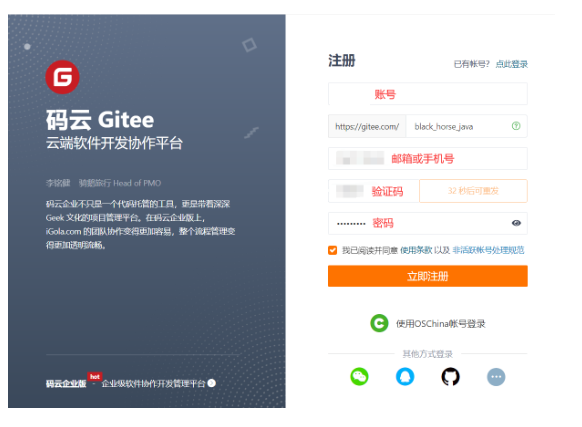 G
码云 Gitee
云端软件开发协作平台
李铭健 骑鹅旅行 Head of PMO
码云企业不只是一个代码托管的工具，更是带着深深
Geek 文化的项目管理平台。在码云企业版上，
iGola.com 的团队协作变得更加容易，整个流程管理变
得更加透明流畅。
码云企业版 hot - 企业级软件协作开发管理平台
注册
已有帐号？ 点此登录
账号
https://gitee.com/ black_horse_java
邮箱或手机号
验证码 32 秒后可重发
········· 密码
我已阅读并同意 使用条款 以及 非活跃帐号处理规范
立即注册
使用OSChina帐号登录
其他方式登录